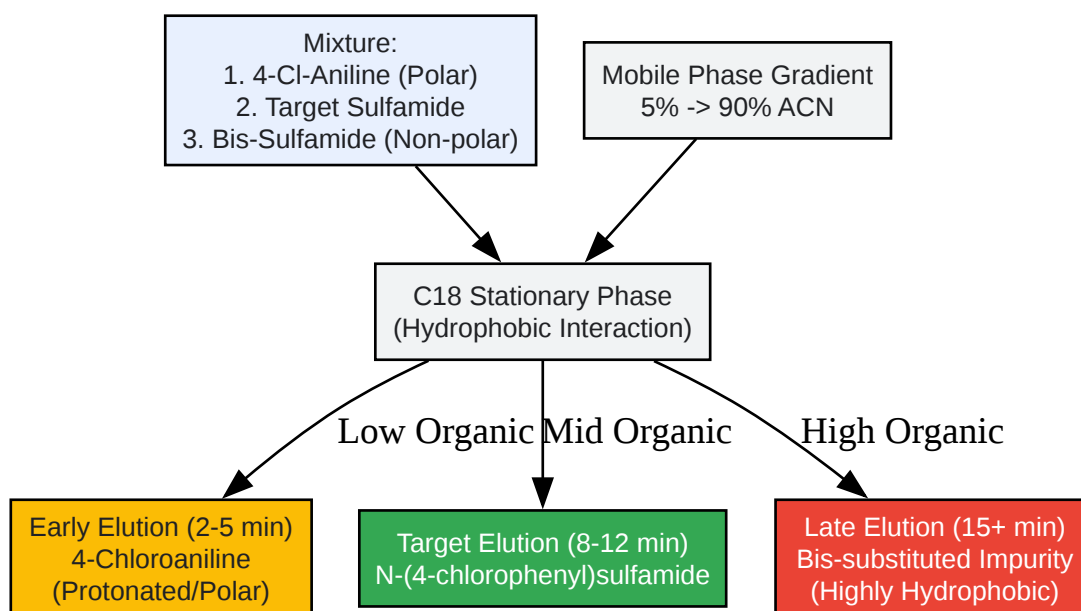 Mixture:
1. 4-Cl-Aniline (Polar)
2. Target Sulfamide
3. Bis-Sulfamide (Non-polar)
Mobile Phase Gradient
5% -> 90% ACN
C18 Stationary Phase
(Hydrophobic Interaction)
Low Organic
Mid Organic
High Organic
Early Elution (2-5 min)
4-Chloroaniline
(Protonated/Polar)
Target Elution (8-12 min)
N-(4-chlorophenyl)sulfamide
Late Elution (15+ min)
Bis-substituted Impurity
(Highly Hydrophobic)